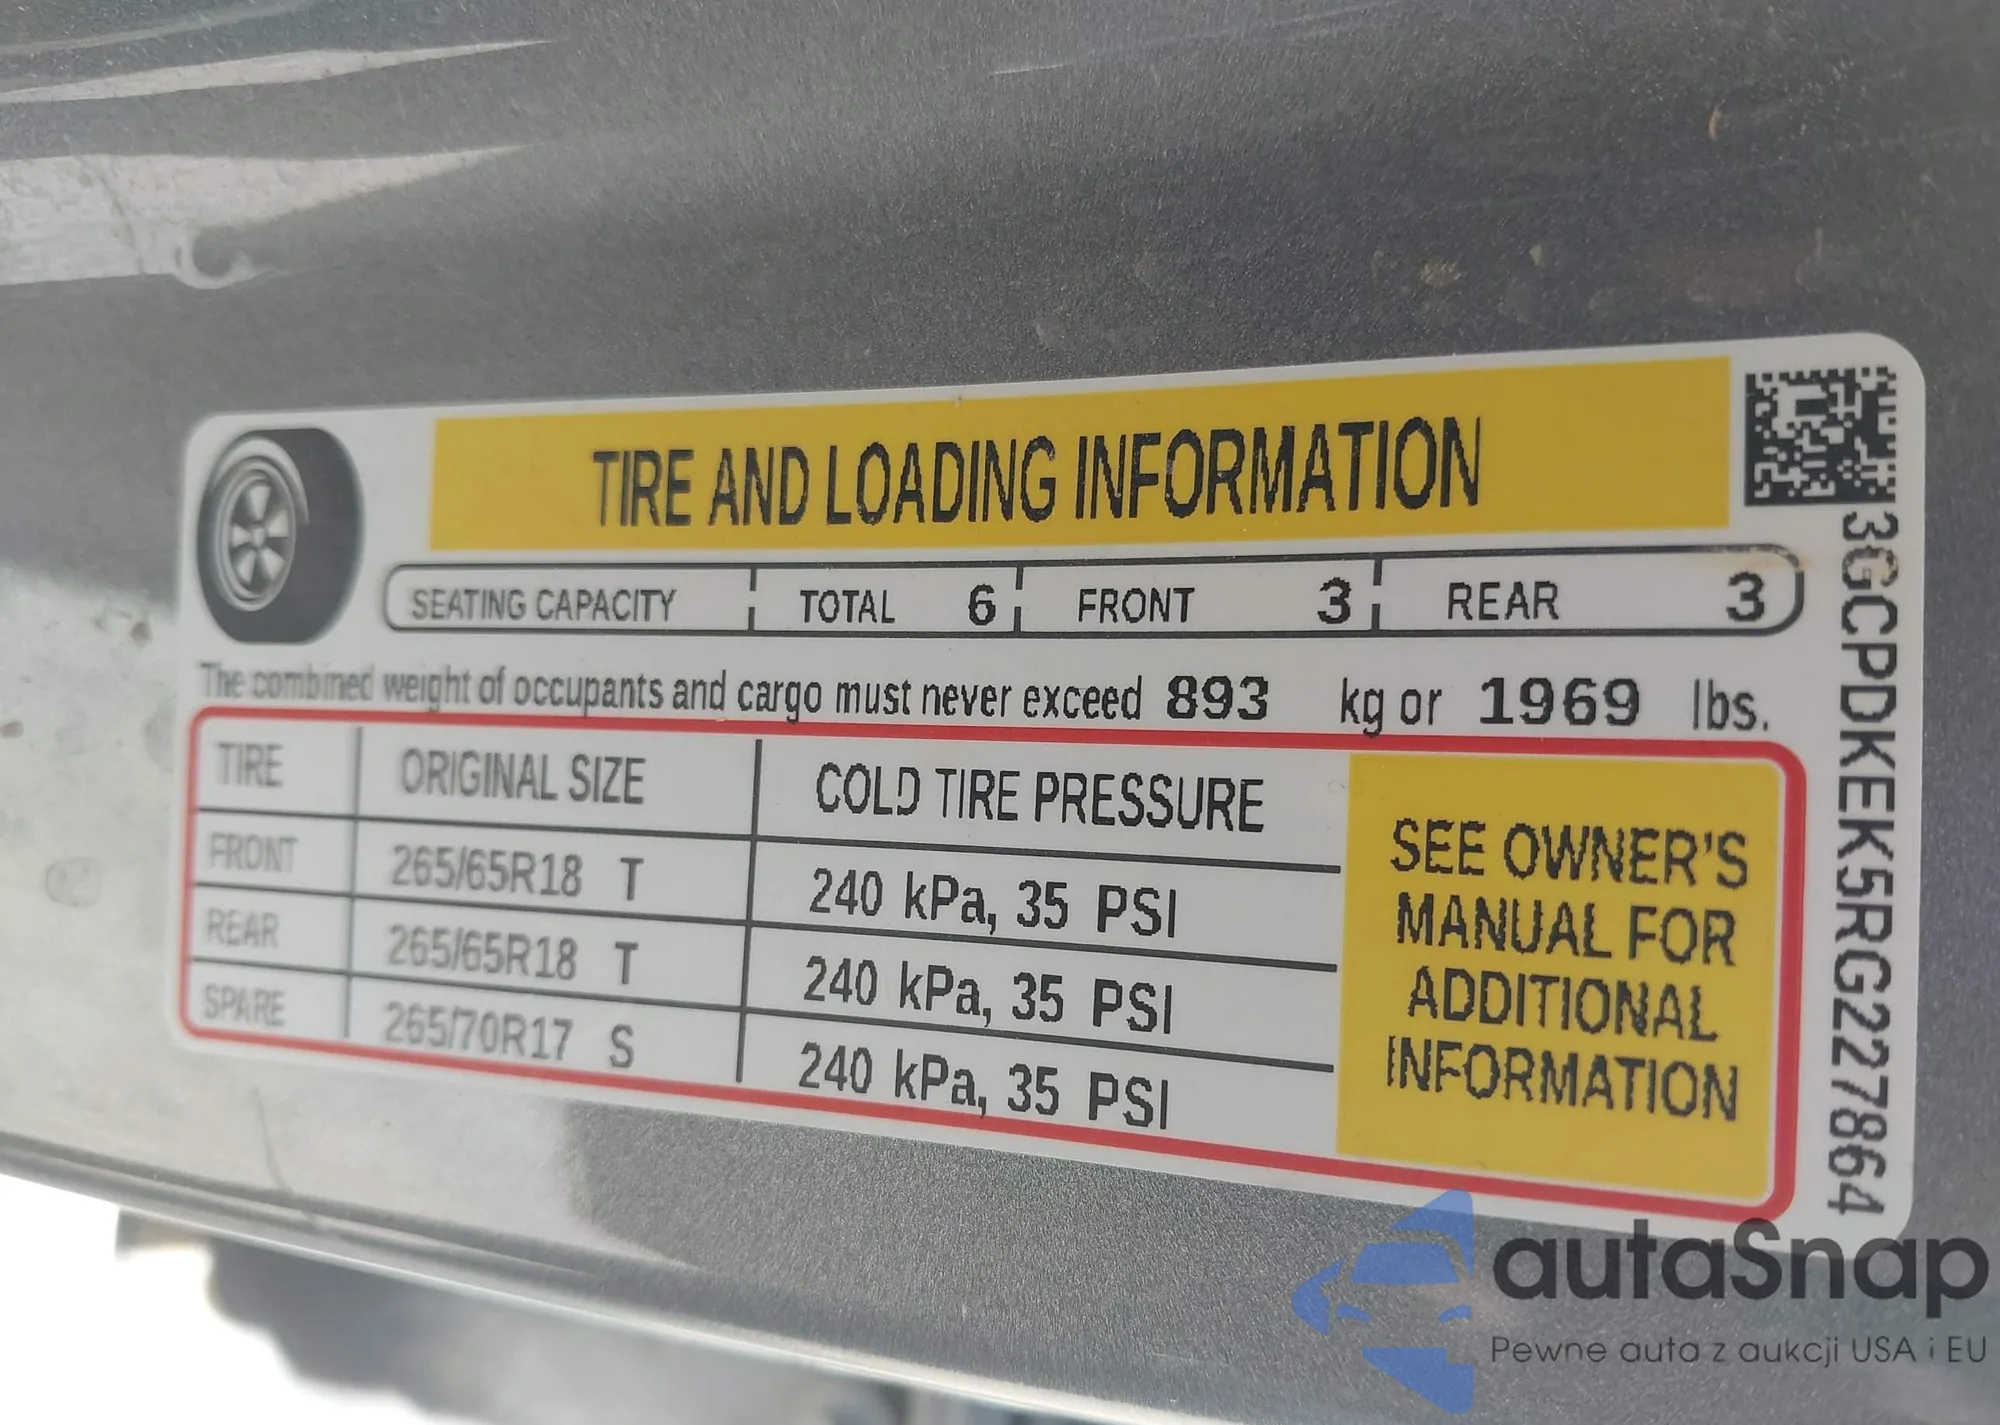 TIRE AND LOADING INFORMATION
SEATING CAPACITY TOTAL 6 FRONT 3 REAR 3
The combined weight of occupants and cargo must never exceed 893 kg or 1969 lbs.
TIRE ORIGINAL SIZE COLD TIRE PRESSURE
FRONT 265/65R18 T 240 kPa, 35 PSI
REAR 265/65R18 T 240 kPa, 35 PSI
SPARE 265/70R17 S 240 kPa, 35 PSI
SEE OWNER'S
MANUAL FOR
ADDITIONAL
INFORMATION
3GCPDKEK5RG227864
autaSnap
Pewne auta z aukcji USA i EU